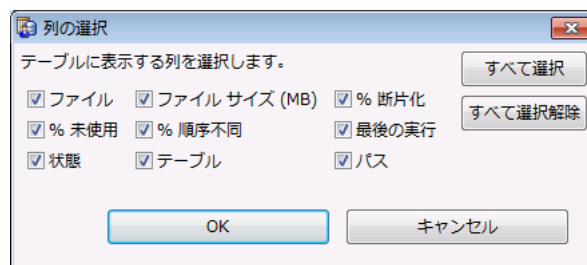 列の選択
テーブルに表示する列を選択します。
すべて選択
ファイル ファイル サイズ (MB) % 断片化
すべて選択解除
% 未使用 % 順序不同 最後の実行
状態 テーブル パス
OK キャンセル